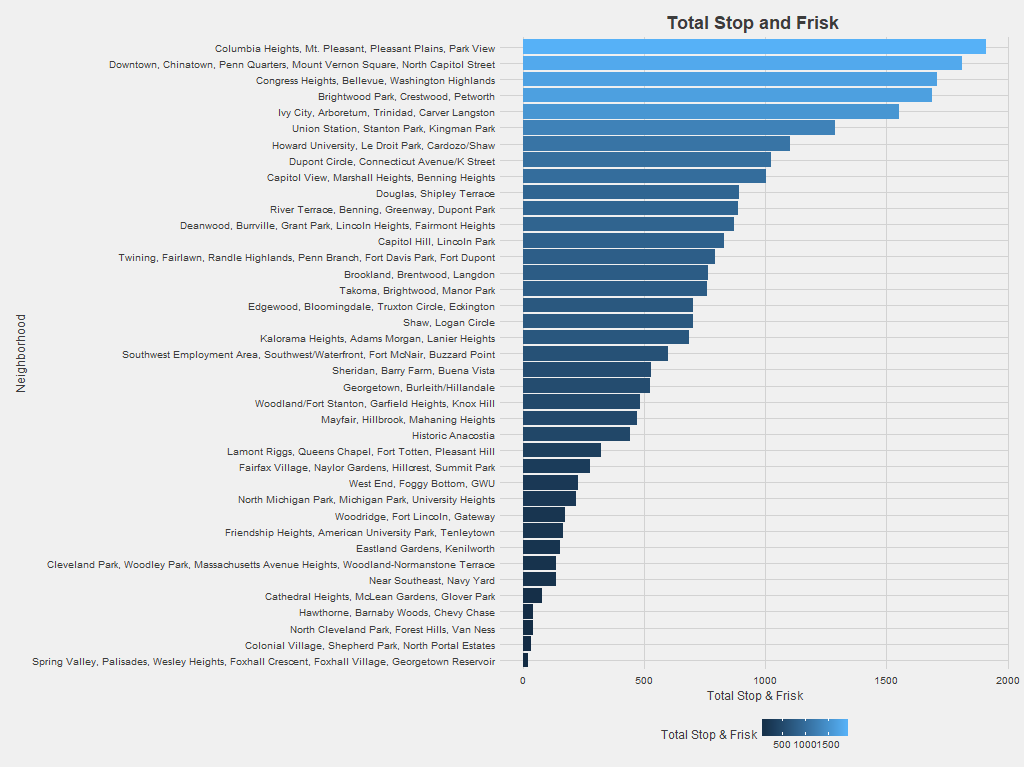 Total Stop and Frisk
Columbia Heights, Mt. Pleasant, Pleasant Plains, Park View
Downtown, Chinatown, Penn Quarters, Mount Vernon Square, North Capitol Street
Congress Heights, Bellevue, Washington Highlands
Brightwood Park, Crestwood, Petworth
Ivy City, Arboretum, Trinidad, Carver Langston
Union Station, Stanton Park, Kingman Park
Howard University, Le Droit Park, Cardozo/Shaw
Dupont Circle, Connecticut Avenue/K Street
Capitol View, Marshall Heights, Benning Heights
Douglas, Shipley Terrace
River Terrace, Benning, Greenway, Dupont Park
Deanwood, Burrville, Grant Park, Lincoln Heights, Fairmont Heights
Capitol Hill, Lincoln Park
Twining, Fairlawn, Randle Highlands, Penn Branch, Fort Davis Park, Fort Dupont
Brookland, Brentwood, Langdon
Takoma, Brightwood, Manor Park
Edgewood, Bloomingdale, Truxton Circle, Eckington
Shaw, Logan Circle
Kalorama Heights, Adams Morgan, Lanier Heights
Southwest Employment Area, Southwest/Waterfront, Fort McNair, Buzzard Point
Sheridan, Barry Farm, Buena Vista
Georgetown, Burleith/Hillandale
Woodland/Fort Stanton, Garfield Heights, Knox Hill
Mayfair, Hillbrook, Mahaning Heights
Historic Anacostia
Lamont Riggs, Queens Chapel, Fort Totten, Pleasant Hill
Fairfax Village, Naylor Gardens, Hillcrest, Summit Park
West End, Foggy Bottom, GWU
North Michigan Park, Michigan Park, University Heights
Woodridge, Fort Lincoln, Gateway
Friendship Heights, American University Park, Tenleytown
Eastland Gardens, Kenilworth
Cleveland Park, Woodley Park, Massachusetts Avenue Heights, Woodland-Normanstone Terrace
Near Southeast, Navy Yard
Cathedral Heights, McLean Gardens, Glover Park
Hawthorne, Barnaby Woods, Chevy Chase
North Cleveland Park, Forest Hills, Van Ness
Colonial Village, Shepherd Park, North Portal Estates
Spring Valley, Palisades, Wesley Heights, Foxhall Crescent, Foxhall Village, Georgetown Reservoir
Neighborhood
0 500 1000 1500 2000
Total Stop & Frisk
Total Stop & Frisk
500 1000 1500